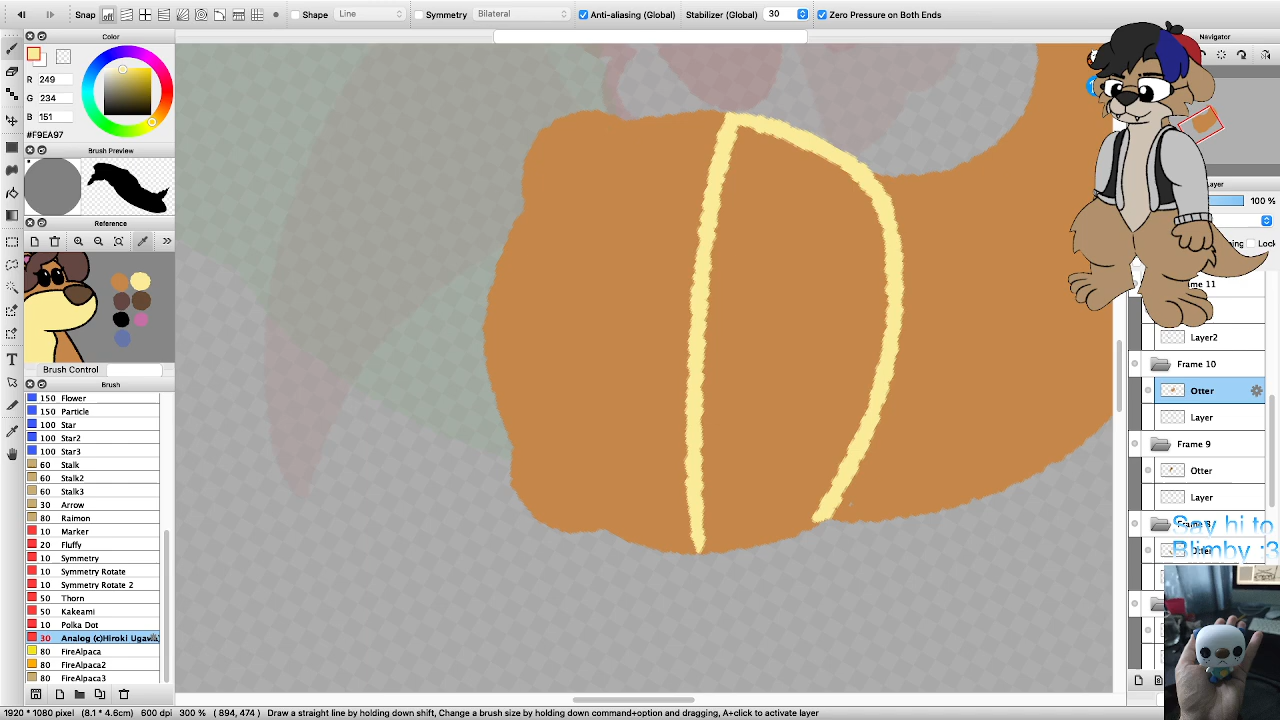 Snap Shape Line Symmetry Bilateral Anti-aliasing (Global) Stabilizer (Global) 30 Zero Pressure on Both Ends
Color
R 249
G 234
B 151
#F9EA97
Brush Preview
Reference
Brush Control
Brush
150 Flower
150 Particle
100 Star
100 Star2
100 Star3
60 Stalk
60 Stalk2
60 Stalk3
30 Arrow
80 Raimon
10 Marker
20 Fluffy
10 Symmetry
10 Symmetry Rotate
10 Symmetry Rotate 2
50 Thorn
50 Kakeami
10 Polka Dot
30 Analog (c)Hiroki Ugawa
80 FireAlpaca
80 FireAlpaca2
80 FireAlpaca3
Navigator
Layer
100 %
Lock
Layer2
Frame 10
Otter
Layer
Frame 9
Otter
Layer
Say hi to
Blimby :3
1920 * 1080 pixel (8.1 * 4.6cm) 600 dpi 300 % ( 894, 474 ) Draw a straight line by holding down shift, Change a brush size by holding down command+option and dragging, A+click to activate layer